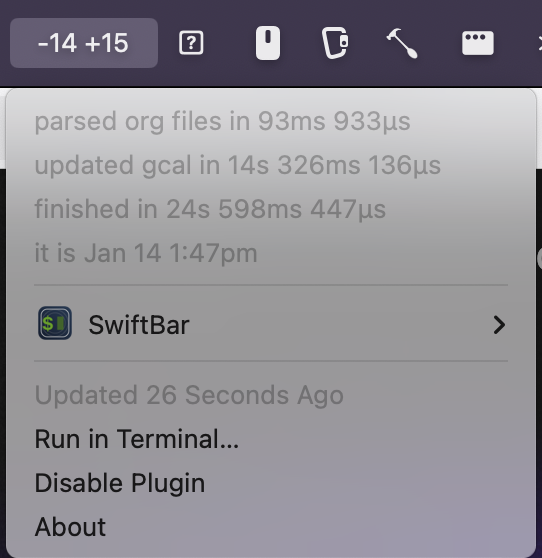 -14 +15
?
parsed org files in 93ms 933µs
updated gcal in 14s 326ms 136µs
finished in 24s 598ms 447µs
it is Jan 14 1:47pm
$ SwiftBar
Updated 26 Seconds Ago
Run in Terminal...
Disable Plugin
About